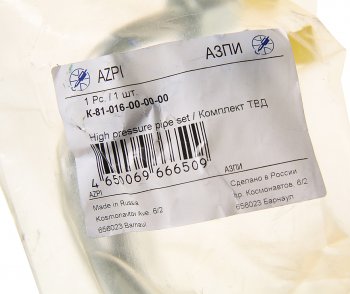 AZPI АЗПИ
1 Pc. / 1 шт.
К-81-016-00-00-00
High pressure pipe set / Комплект ТВД
4 65069 666509
AZPI АЗПИ
Made in Russia Сделано в России
Kosmonavtov Ave. 6/2 пр. Космонавтов, 6/2
656023 Barnaul 656023 Барнаул